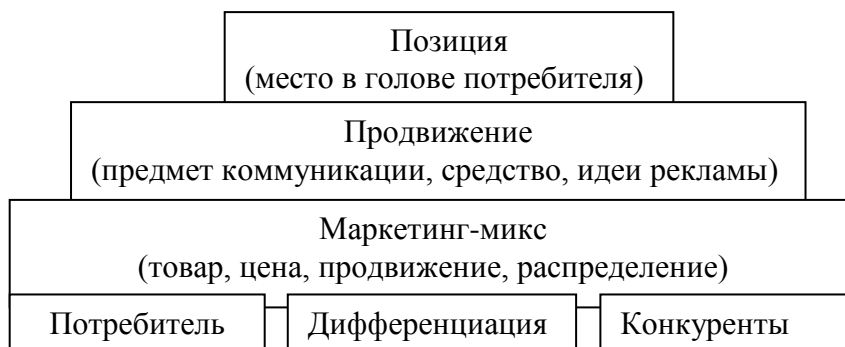 Позиция
(место в голове потребителя)
Продвижение
(предмет коммуникации, средство, идеи рекламы)
Маркетинг-микс
(товар, цена, продвижение, распределение)
Потребитель
Дифференциация
Конкуренты